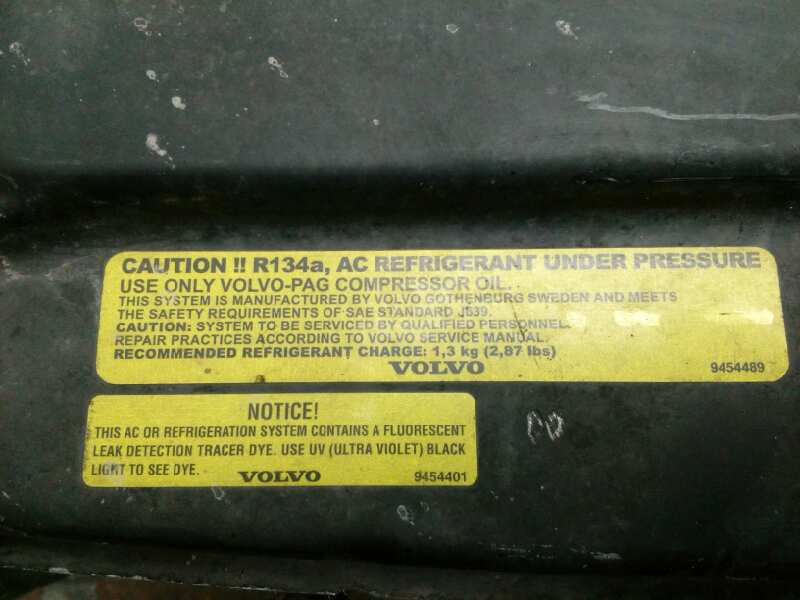 CAUTION !! R134a, AC REFRIGERANT UNDER PRESSURE
USE ONLY VOLVO-PAG COMPRESSOR OIL.
THIS SYSTEM IS MANUFACTURED BY VOLVO GOTHENBURG SWEDEN AND MEETS
THE SAFETY REQUIREMENTS OF SAE STANDARD J639.
CAUTION: SYSTEM TO BE SERVICED BY QUALIFIED PERSONNEL.
REPAIR PRACTICES ACCORDING TO VOLVO SERVICE MANUAL.
RECOMMENDED REFRIGERANT CHARGE: 1,3 kg (2,87 lbs)
VOLVO 9454489
NOTICE!
THIS AC OR REFRIGERATION SYSTEM CONTAINS A FLUORESCENT
LEAK DETECTION TRACER DYE. USE UV (ULTRA VIOLET) BLACK
LIGHT TO SEE DYE. VOLVO 9454401